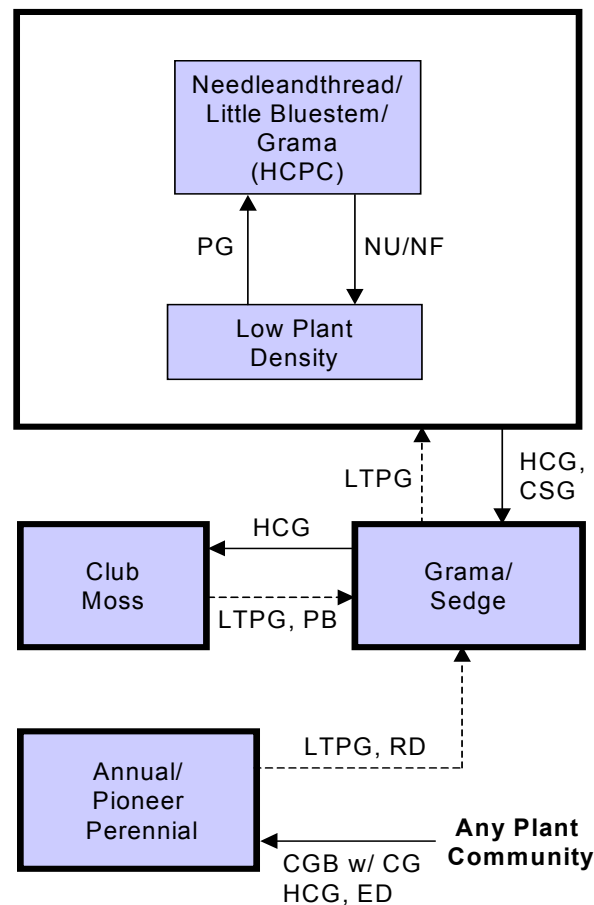 Needleandthread/
Little Bluestem/
Grama
(HCPC)
PG
NU/NF
Low Plant
Density
LTPG
HCG,
CSG
HCG
Club
Moss
Grama/
Sedge
LTPG, PB
LTPG, RD
Annual/
Pioneer
Perennial
Any Plant
Community
CGB w/ CG
HCG, ED